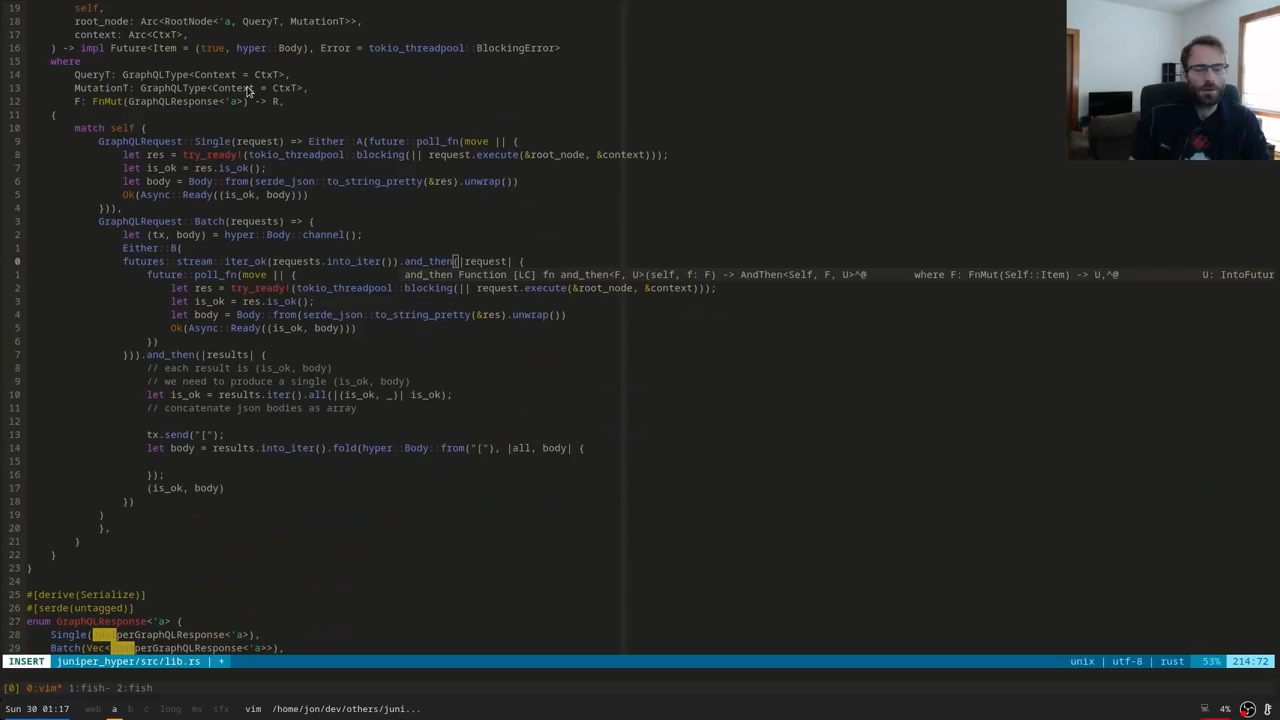 19 self,
18 root_node: Arc<RootNode<'a, QueryT, MutationT>>,
17 context: Arc<CtxT>,
16 ) -> impl Future<Item = (true, hyper::Body), Error = tokio_threadpool::BlockingError>
15 where
14 QueryT: GraphQLType<Context = CtxT>,
13 MutationT: GraphQLType<Context = CtxT>,
12 F: FnMut(GraphQLResponse<'a>) -> R,
11 {
10 match self {
9 GraphQLRequest::Single(request) => Either::A(future::poll_fn(move || {
8 let res = try_ready!(tokio_threadpool::blocking(|| request.execute(&root_node, &context)));
7 let is_ok = res.is_ok();
6 let body = Body::from(serde_json::to_string_pretty(&res).unwrap())
5 Ok(Async::Ready((is_ok, body)))
4 })),
3 GraphQLRequest::Batch(requests) => {
2 let (tx, body) = hyper::Body::channel();
1 Either::B(
0 futures::stream::iter_ok(requests.into_iter()).and_then(|request| {
1 future::poll_fn(move || { and_then Function [LC] fn and_then<F, U>(self, f: F) -> AndThen<Self, F, U>^@ where F: FnMut(Self::Item) -> U,^@ U: IntoFutur
2 let res = try_ready!(tokio_threadpool::blocking(|| request.execute(&root_node, &context)));
3 let is_ok = res.is_ok();
4 let body = Body::from(serde_json::to_string_pretty(&res).unwrap())
5 Ok(Async::Ready((is_ok, body)))
6 })
7 })).and_then(|results| {
8 // each result is (is_ok, body)
9 // we need to produce a single (is_ok, body)
10 let is_ok = results.iter().all(|(is_ok, _)| is_ok);
11 // concatenate json bodies as array
12
13 tx.send("[");
14 let body = results.into_iter().fold(hyper::Body::from("["), |all, body| {
15
16 });
17 (is_ok, body)
18 })
19 )
20 },
21 }
22 }
23 }
24
25 #[derive(Serialize)]
26 #[serde(untagged)]
27 enum GraphQLResponse<'a> {
28 Single(juniperGraphQLResponse<'a>),
29 Batch(Vec<juniperGraphQLResponse<'a>>),
INSERT juniper_hyper/src/lib.rs | + unix | utf-8 | rust 53% 214:72
[0] 0:vim* 1:fish- 2:fish
Sun 30 01:17 web a b c long mx sfx vim /home/jon/dev/others/juni... 4%